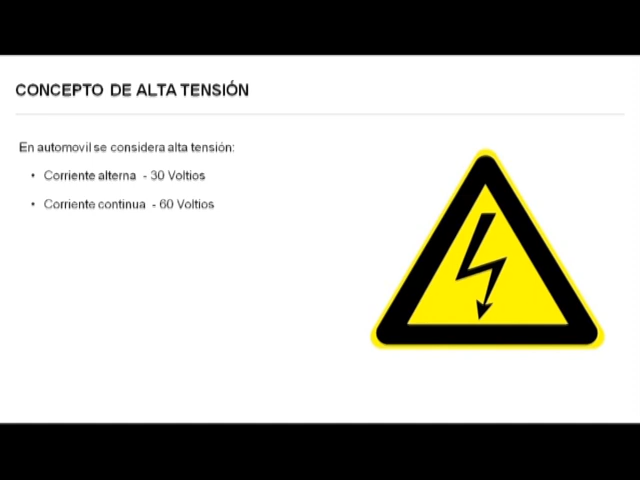 CONCEPTO DE ALTA TENSIÓN
En automovil se considera alta tensión:
• Corriente alterna - 30 Voltios
• Corriente continua - 60 Voltios